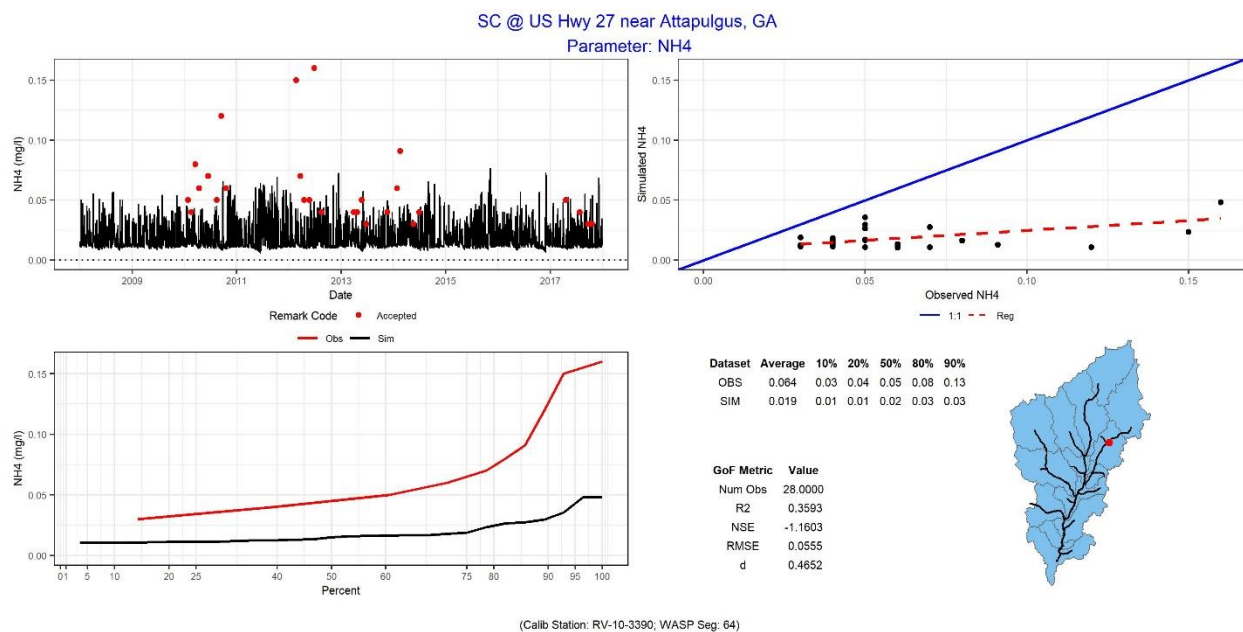 SC @ US Hwy 27 near Attapulgus, GA
Parameter: NH4
NH4 (mg/l)
0.15
0.10
0.05
0.00
2009 2011 2013 2015 2017
Date
Remark Code Accepted
Simulated NH4
0.15
0.10
0.05
0.00
0.00 0.05 0.10 0.15
Observed NH4
1:1 Reg
Obs Sim
NH4 (mg/l)
0.15
0.10
0.05
0.00
0 1 5 10 20 25 40 50 60 75 80 90 95 100
Percent
Dataset Average 10% 20% 50% 80% 90%
OBS 0.064 0.03 0.04 0.05 0.08 0.13
SIM 0.019 0.01 0.01 0.02 0.03 0.03
GoF Metric Value
Num Obs 28.0000
R2 0.3593
NSE -1.1603
RMSE 0.0555
d 0.4652
(Calib Station: RV-10-3390; WASP Seg: 64)